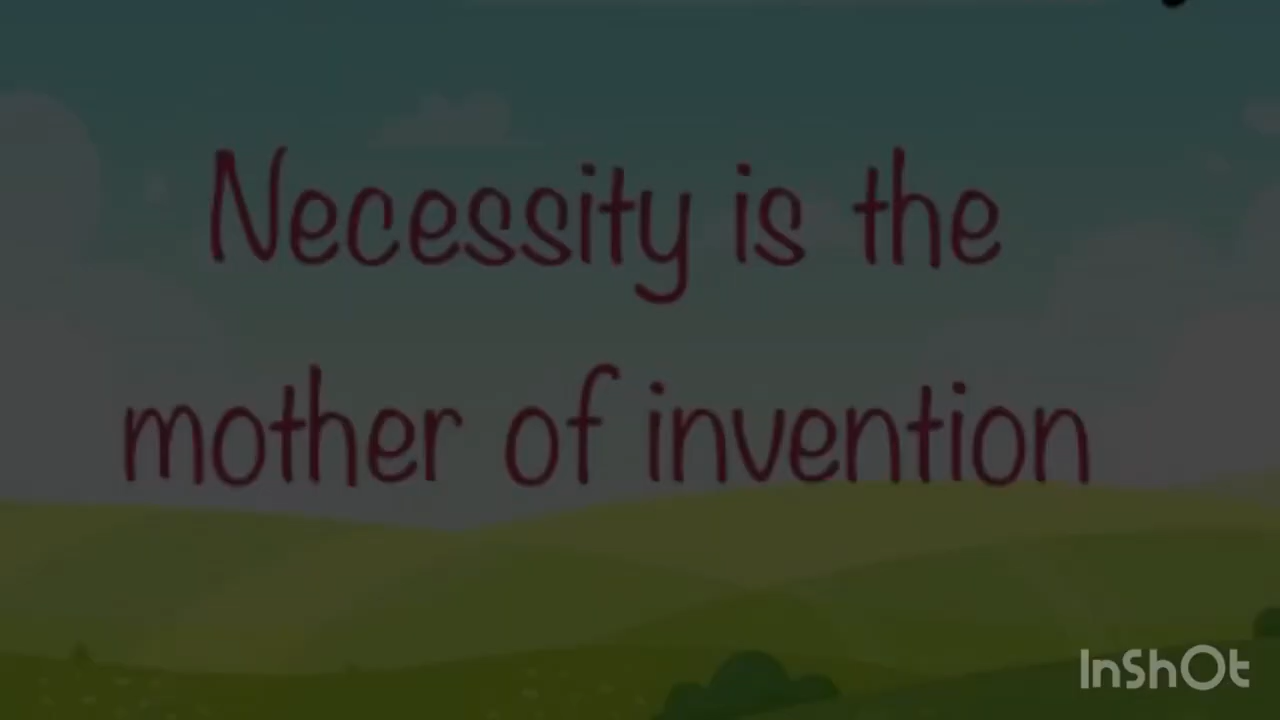 Necessity is the
mother of invention
InShOt